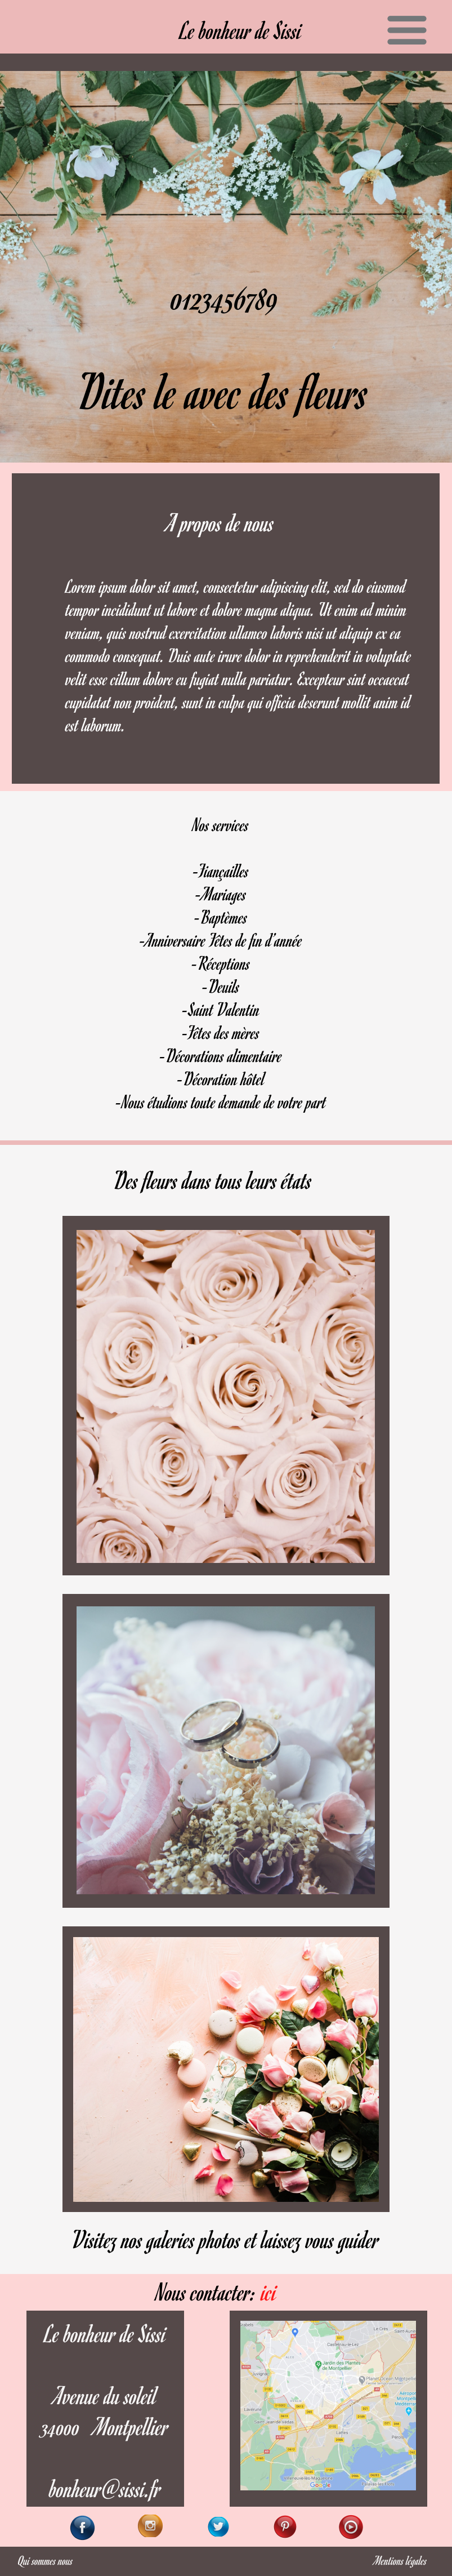 Le bonheur de Sissi
0123456789
Dites le avec des fleurs
A propos de nous
Lorem ipsum dolor sit amet, consectetur adipiscing elit, sed do eiusmod
tempor incididunt ut labore et dolore magna aliqua. Ut enim ad minim
veniam, quis nostrud exercitation ullamco laboris nisi ut aliquip ex ea
commodo consequat. Duis aute irure dolor in reprehenderit in voluptate
velit esse cillum dolore eu fugiat nulla pariatur. Excepteur sint occaecat
cupidatat non proident, sunt in culpa qui officia deserunt mollit anim id
est laborum.
Nos services
-Fiançailles
-Mariages
-Baptèmes
-Anniversaire Fêtes de fin d'année
-Réceptions
-Deuils
-Saint Valentin
-Fêtes des mères
-Décorations alimentaire
-Décoration hôtel
-Nous étudions toute demande de votre part
Des fleurs dans tous leurs états
Visitez nos galeries photos et laissez vous guider
Nous contacter: ici
Le bonheur de Sissi
Avenue du soleil
34000 Montpellier
bonheur@sissi.fr
Jardin des Plantes
de Montpellier
Google
Qui sommes nous
Mentions légales